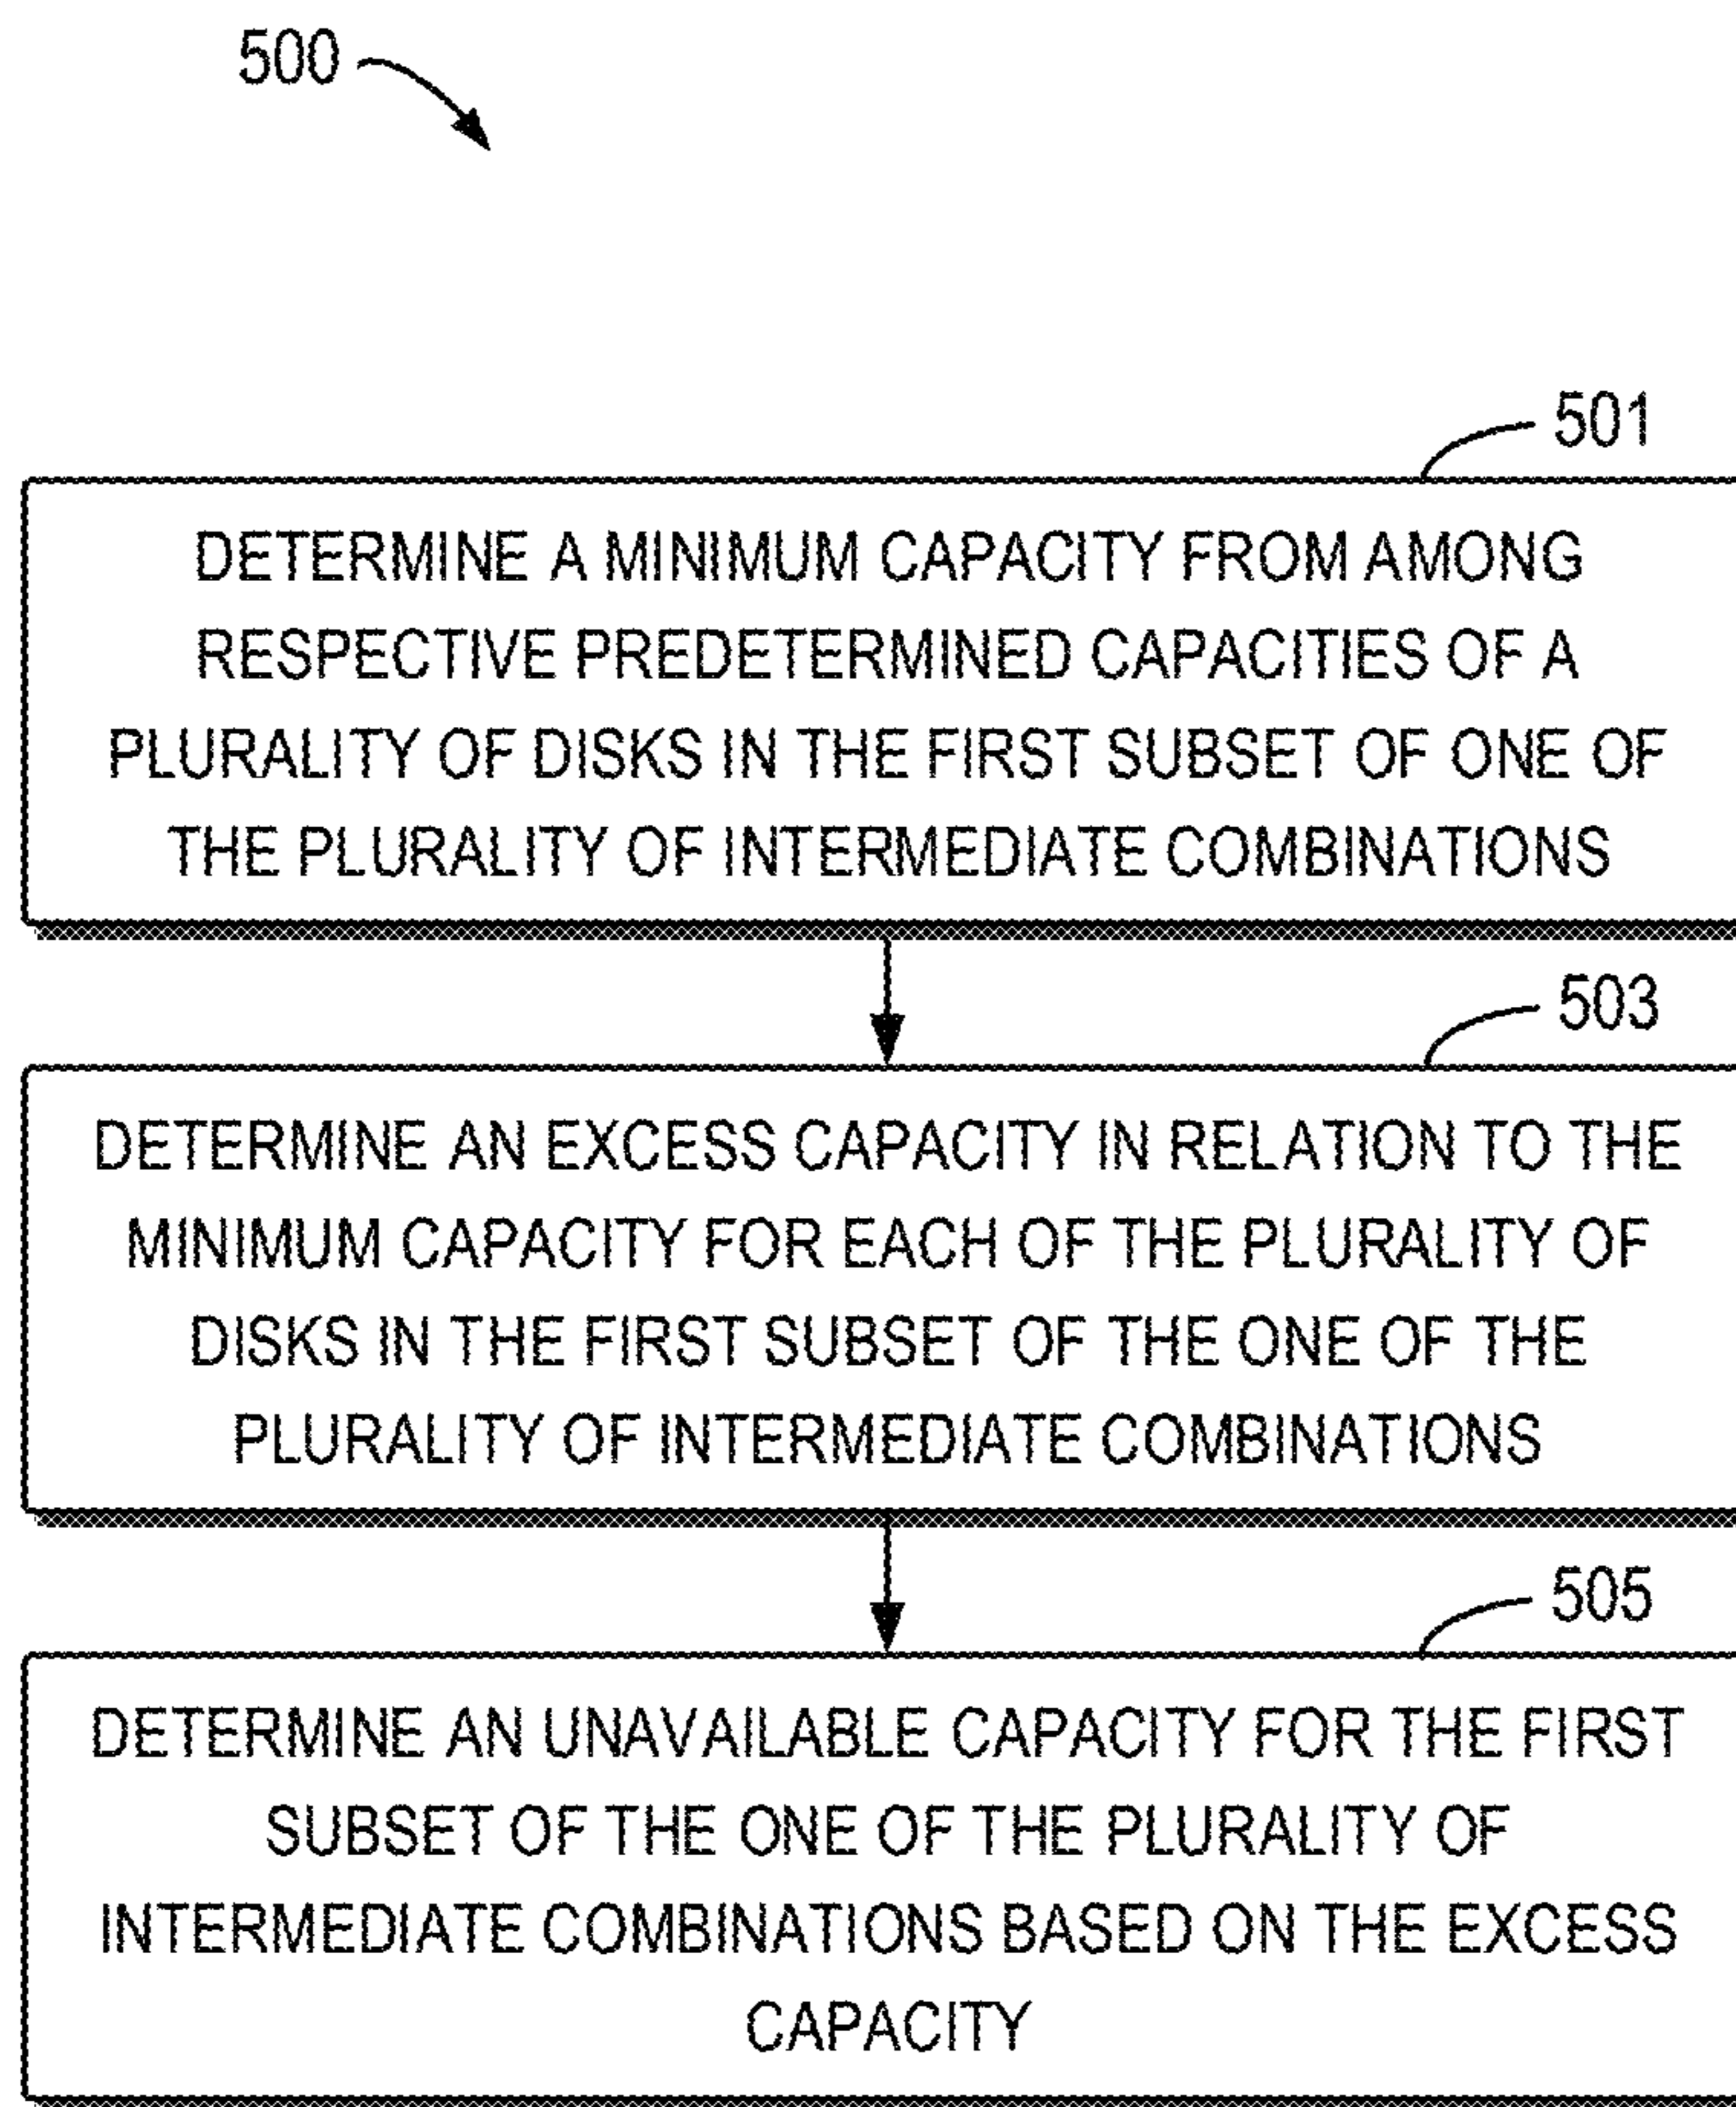 500
501
DETERMINE A MINIMUM CAPACITY FROM AMONG
RESPECTIVE PREDETERMINED CAPACITIES OF A
PLURALITY OF DISKS IN THE FIRST SUBSET OF ONE OF
THE PLURALITY OF INTERMEDIATE COMBINATIONS
503
DETERMINE AN EXCESS CAPACITY IN RELATION TO THE
MINIMUM CAPACITY FOR EACH OF THE PLURALITY OF
DISKS IN THE FIRST SUBSET OF THE ONE OF THE
PLURALITY OF INTERMEDIATE COMBINATIONS
505
DETERMINE AN UNAVAILABLE CAPACITY FOR THE FIRST
SUBSET OF THE ONE OF THE PLURALITY OF
INTERMEDIATE COMBINATIONS BASED ON THE EXCESS
CAPACITY